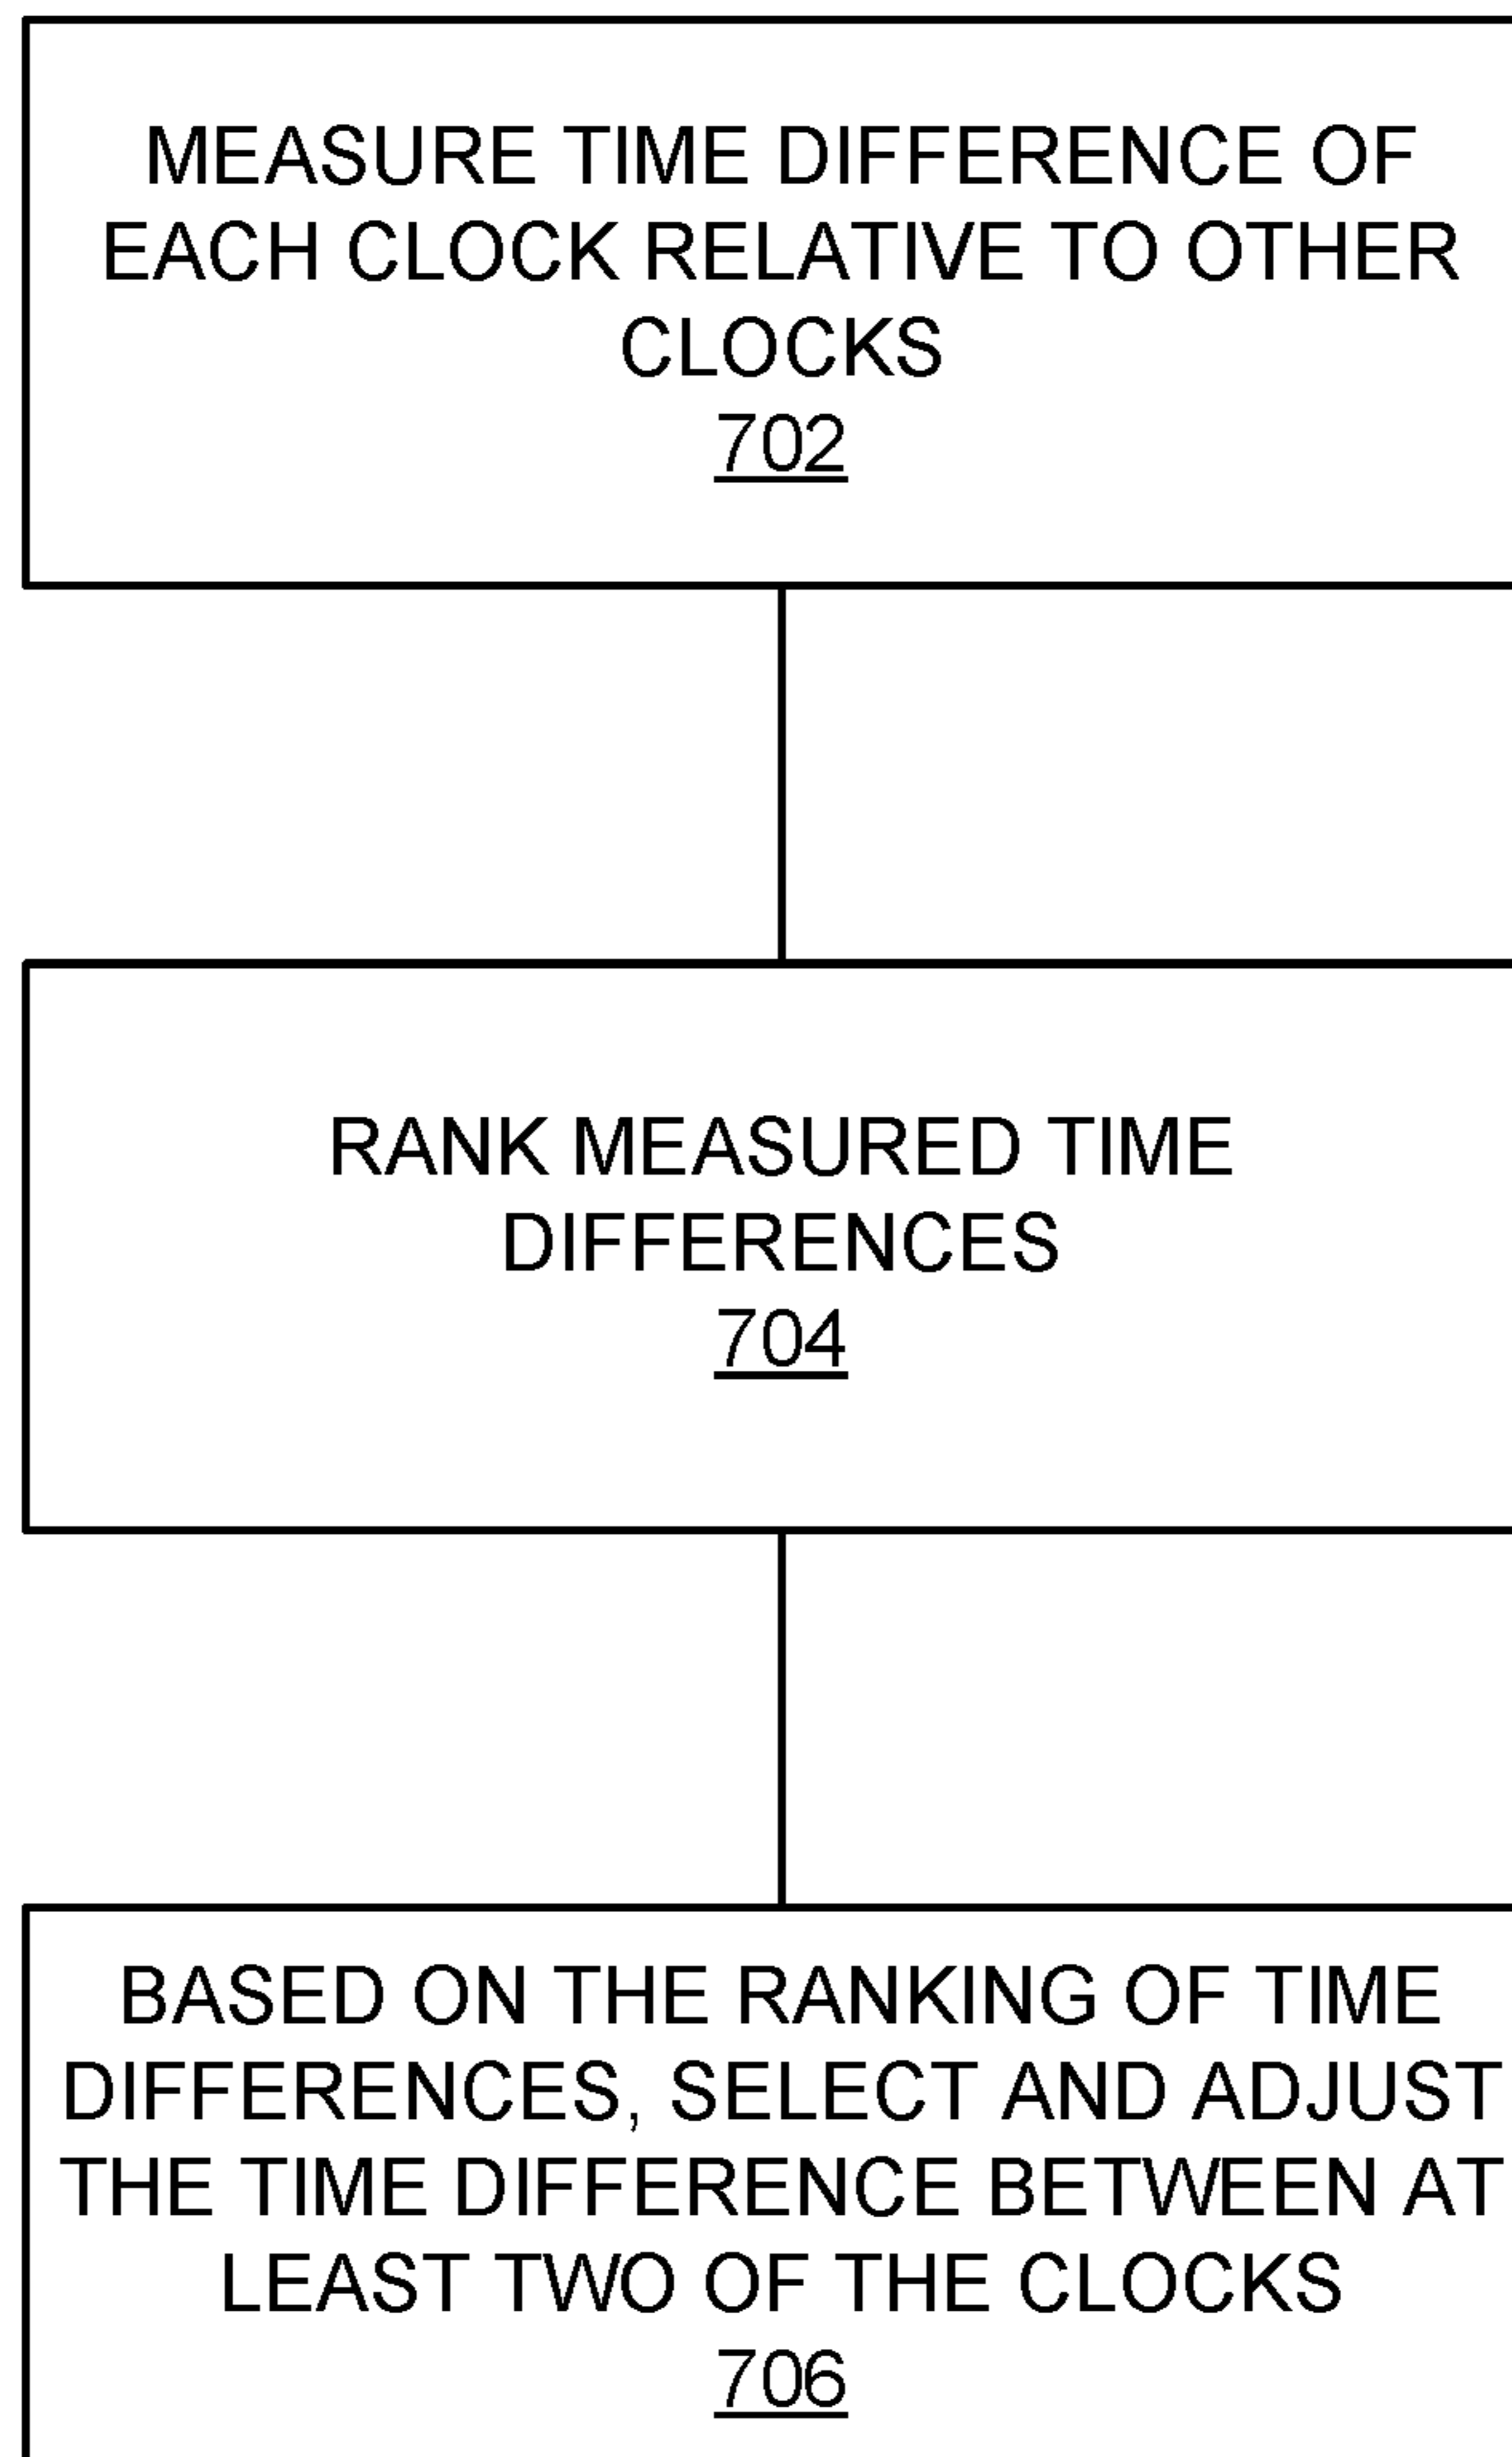 MEASURE TIME DIFFERENCE OF
EACH CLOCK RELATIVE TO OTHER
CLOCKS
702
RANK MEASURED TIME
DIFFERENCES
704
BASED ON THE RANKING OF TIME
DIFFERENCES, SELECT AND ADJUST
THE TIME DIFFERENCE BETWEEN AT
LEAST TWO OF THE CLOCKS
706